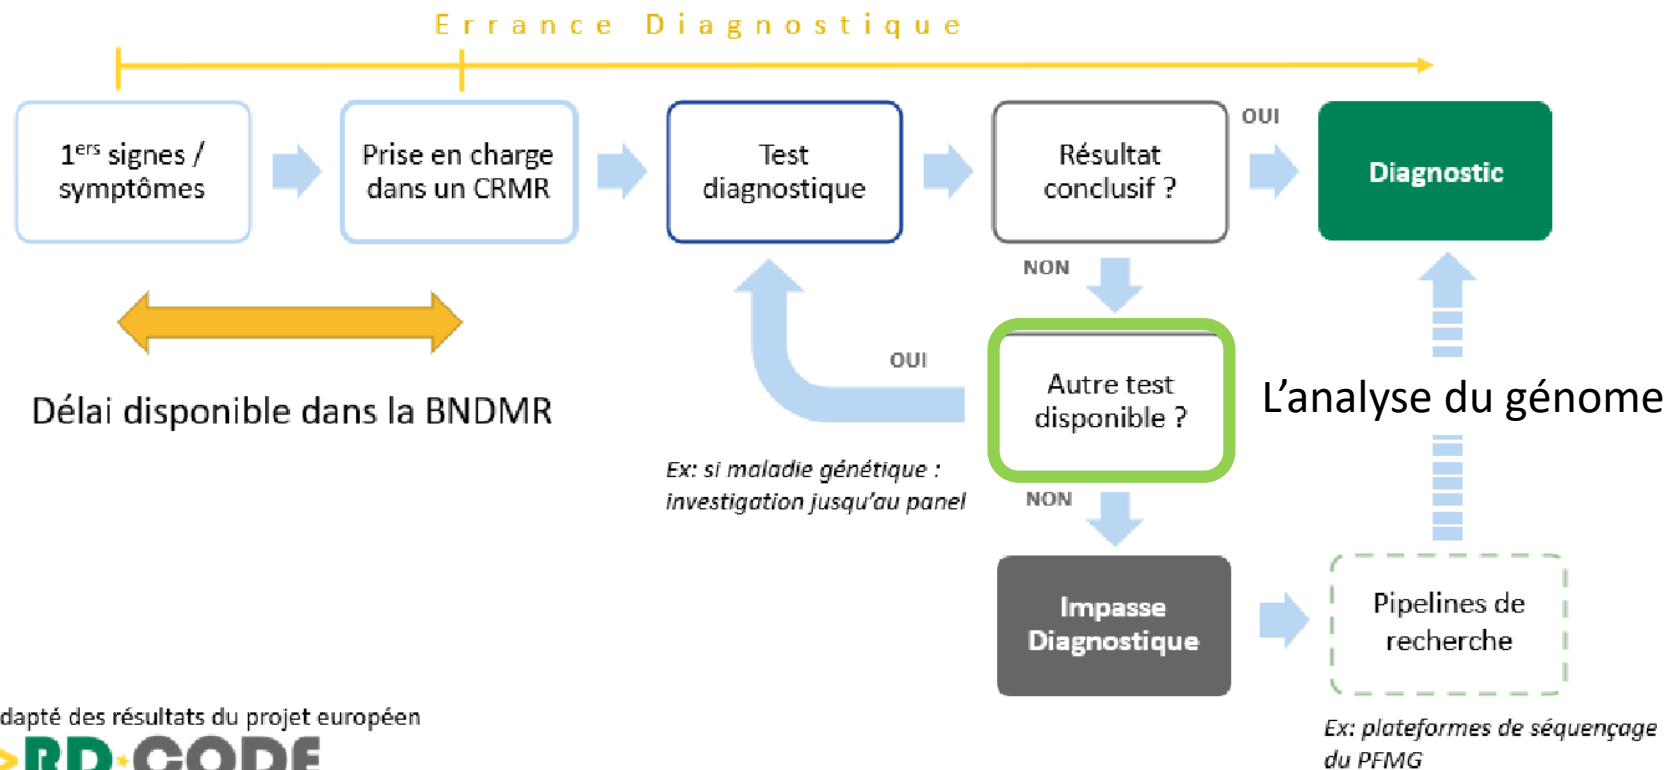 Errance Diagnostique
1ers signes /
symptômes
Prise en charge
dans un CRMR
Test
diagnostique
Résultat
conclusif ?
OUI
Diagnostic
NON
Délai disponible dans la BNDMR
OUI
Autre test
disponible ?
L'analyse du génome
Ex: si maladie génétique :
investigation jusqu'au panel
NON
Impasse
Diagnostique
Pipelines de
recherche
dapté des résultats du projet européen
RD CODE
Ex: plateformes de séquençage
du PFMG